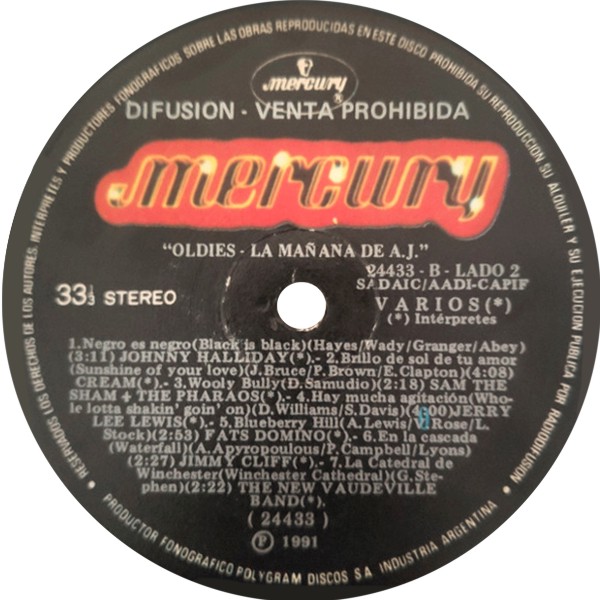 RESERVADOS LOS DERECHOS DE LOS AUTORES, INTERPRETES Y PRODUCTORES FONOGRAFICOS SOBRE LAS OBRAS REPRODUCIDAS EN ESTE DISCO PROHIBIDA SU REPRODUCCION SU ALQUILER Y SU EJECUCION PUBLICA POR RADIODIFUSION
mercury
DIFUSION - VENTA PROHIBIDA
mercury
"OLDIES - LA MAÑANA DE A.J."
24433 - B - LADO 2
SADAIC/AADI-CAPIF
33⅓ STEREO
VARIOS(*)
(*) Intérpretes
1.Negro es negro(Black is black)(Hayes/Wady/Granger/Abey)
(3:11) JOHNNY HALLIDAY(*).- 2.Brillo de sol de tu amor
(Sunshine of your love)(J.Bruce/P.Brown/E.Clapton)(4:08)
CREAM(*).- 3.Wooly Bully(D.Samudio)(2:18) SAM THE
SHAM + THE PHARAOS(*).- 4.Hay mucha agitación(Who-
le lotta shakin' goin' on)(D.Williams/S.Davis)( 00)JERRY
LEE LEWIS(*).- 5.Blueberry Hill(A.Lewis/ Rose/L.
Stock)(2:53) FATS DOMINO(*).- 6.En la cascada
(Waterfall)(A.Apyropoulous/P.Campbell/Lyons)
(2:27) JIMMY CLIFF(*).- 7.La Catedral de
Winchester(Winchester Cathedral)(G.Ste-
phen)(2:22) THE NEW VAUDEVILLE
BAND(*).
( 24433 )
Ⓟ 1991
PRODUCTOR FONOGRAFICO POLYGRAM DISCOS S A INDUSTRIA ARGENTINA